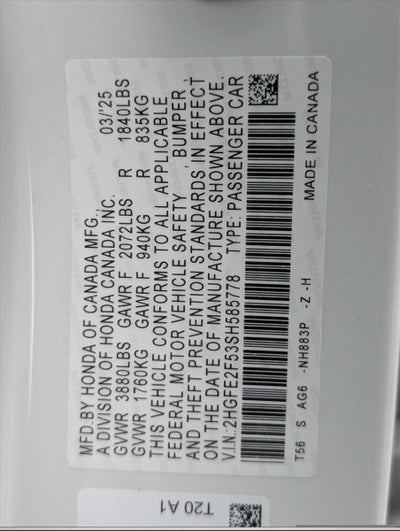 MFD.BY HONDA OF CANADA MFG. 03/'25
A DIVISION OF HONDA CANADA INC.
GVWR 3880LBS GAWR F 2072LBS R 1840LBS
GVWR 1760KG GAWR F 940KG R 835KG
THIS VEHICLE CONFORMS TO ALL APPLICABLE
FEDERAL MOTOR VEHICLE SAFETY , BUMPER ,
AND THEFT PREVENTION STANDARDS IN EFFECT
ON THE DATE OF MANUFACTURE SHOWN ABOVE.
V.I.N.:2HGFE2F53SH585778 TYPE: PASSENGER CAR
T56 S AG6 -NH883P -Z -H
MADE IN CANADA
T20 A1